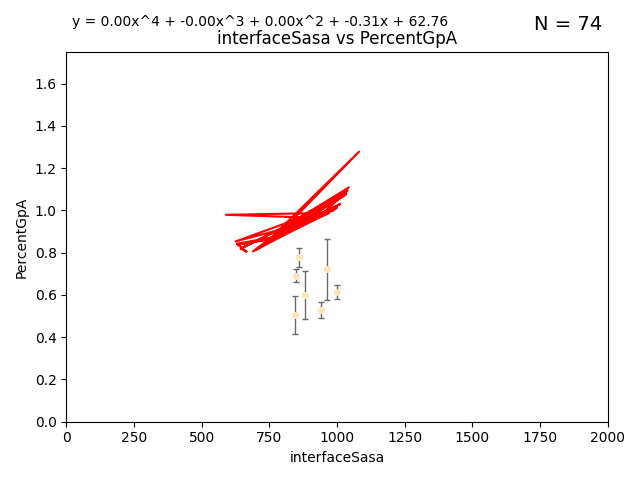 y = 0.00x^4 + -0.00x^3 + 0.00x^2 + -0.31x + 62.76
N = 74
interfaceSasa vs PercentGpA
PercentGpA
1.6
1.4
1.2
1.0
0.8
0.6
0.4
0.2
0.0
0 250 500 750 1000 1250 1500 1750 2000
interfaceSasa